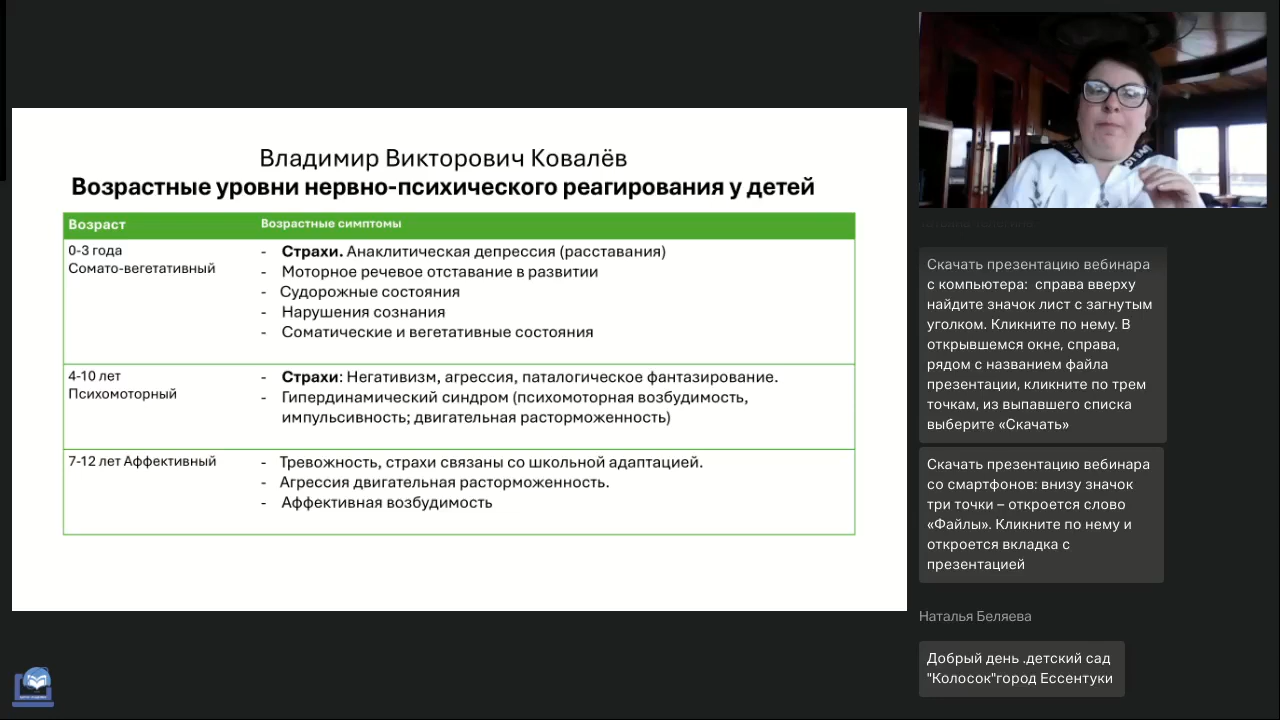 Владимир Викторович Ковалёв
Возрастные уровни нервно-психического реагирования у детей
Возраст
Возрастные симптомы
0-3 года
Сомато-вегетативный
- Страхи. Анаклитическая депрессия (расставания)
- Моторное речевое отставание в развитии
- Судорожные состояния
- Нарушения сознания
- Соматические и вегетативные состояния
4-10 лет
Психомоторный
- Страхи: Негативизм, агрессия, паталогическое фантазирование.
- Гипердинамический синдром (психомоторная возбудимость,
импульсивность; двигательная расторможенность)
7-12 лет Аффективный
- Тревожность, страхи связаны со школьной адаптацией.
- Агрессия двигательная расторможенность.
- Аффективная возбудимость
Скачать презентацию вебинара
с компьютера: справа вверху
найдите значок лист с загнутым
уголком. Кликните по нему. В
открывшемся окне, справа,
рядом с названием файла
презентации, кликните по трем
точкам, из выпавшего списка
выберите «Скачать»
Скачать презентацию вебинара
со смартфонов: внизу значок
три точки – откроется слово
«Файлы». Кликните по нему и
откроется вкладка с
презентацией
Наталья Беляева
Добрый день .детский сад
"Колосок"город Ессентуки